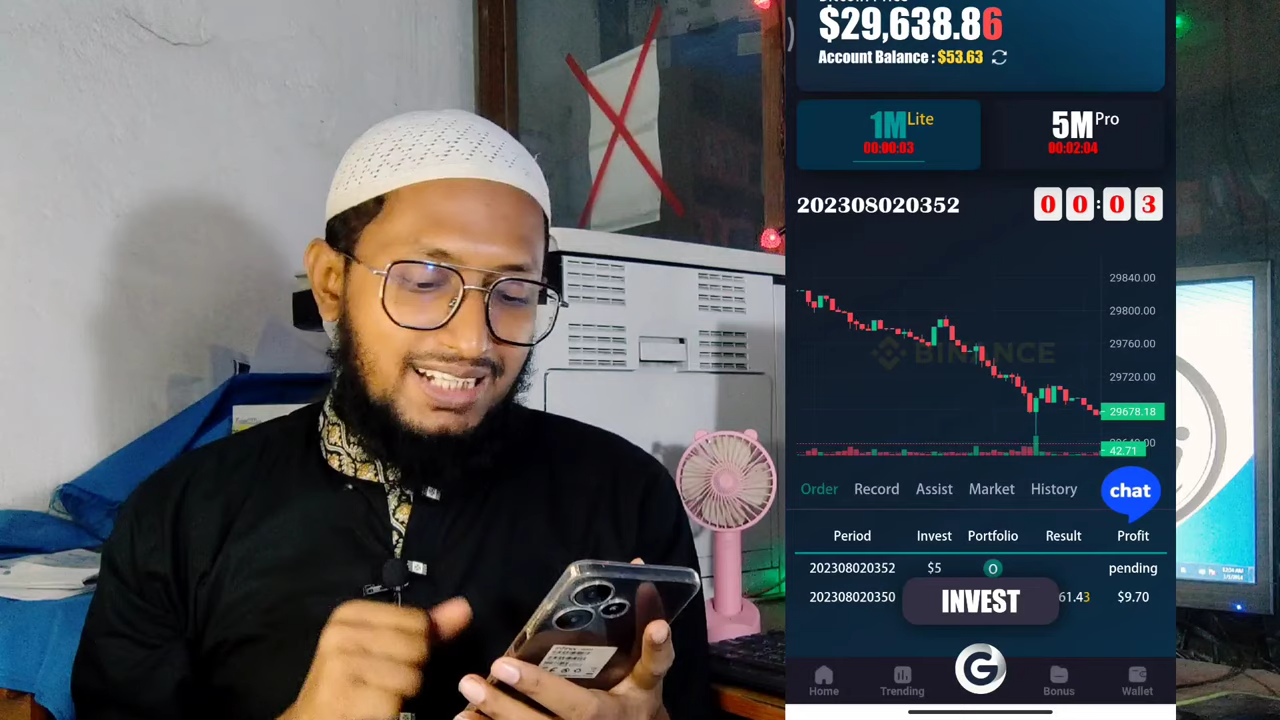 $29,638.86
Account Balance : $53.63
1M Lite
00:00:03
5M Pro
00:02:04
202308020352
0 0 : 0 3
29840.00
29800.00
29760.00
29720.00
29678.18
42.71
BINANCE
Order Record Assist Market History
chat
Period Invest Portfolio Result Profit
202308020352 $5 O pending
202308020350 61.43 $9.70
INVEST
G
Home Trending Bonus Wallet